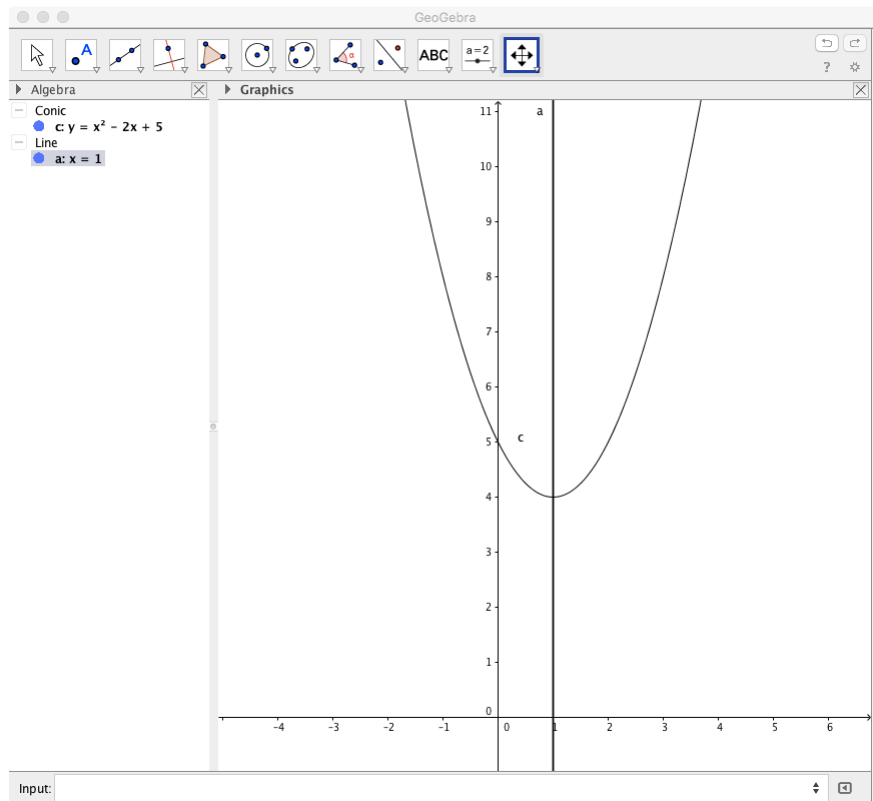 GeoGebra
A
α
ABC
a=2
?
Algebra
Graphics
Conic
c: y = x² – 2x + 5
Line
a: x = 1
a
c
11
10
9
8
7
6
5
4
3
2
1
0
-4 -3 -2 -1 0 1 2 3 4 5 6
Input: